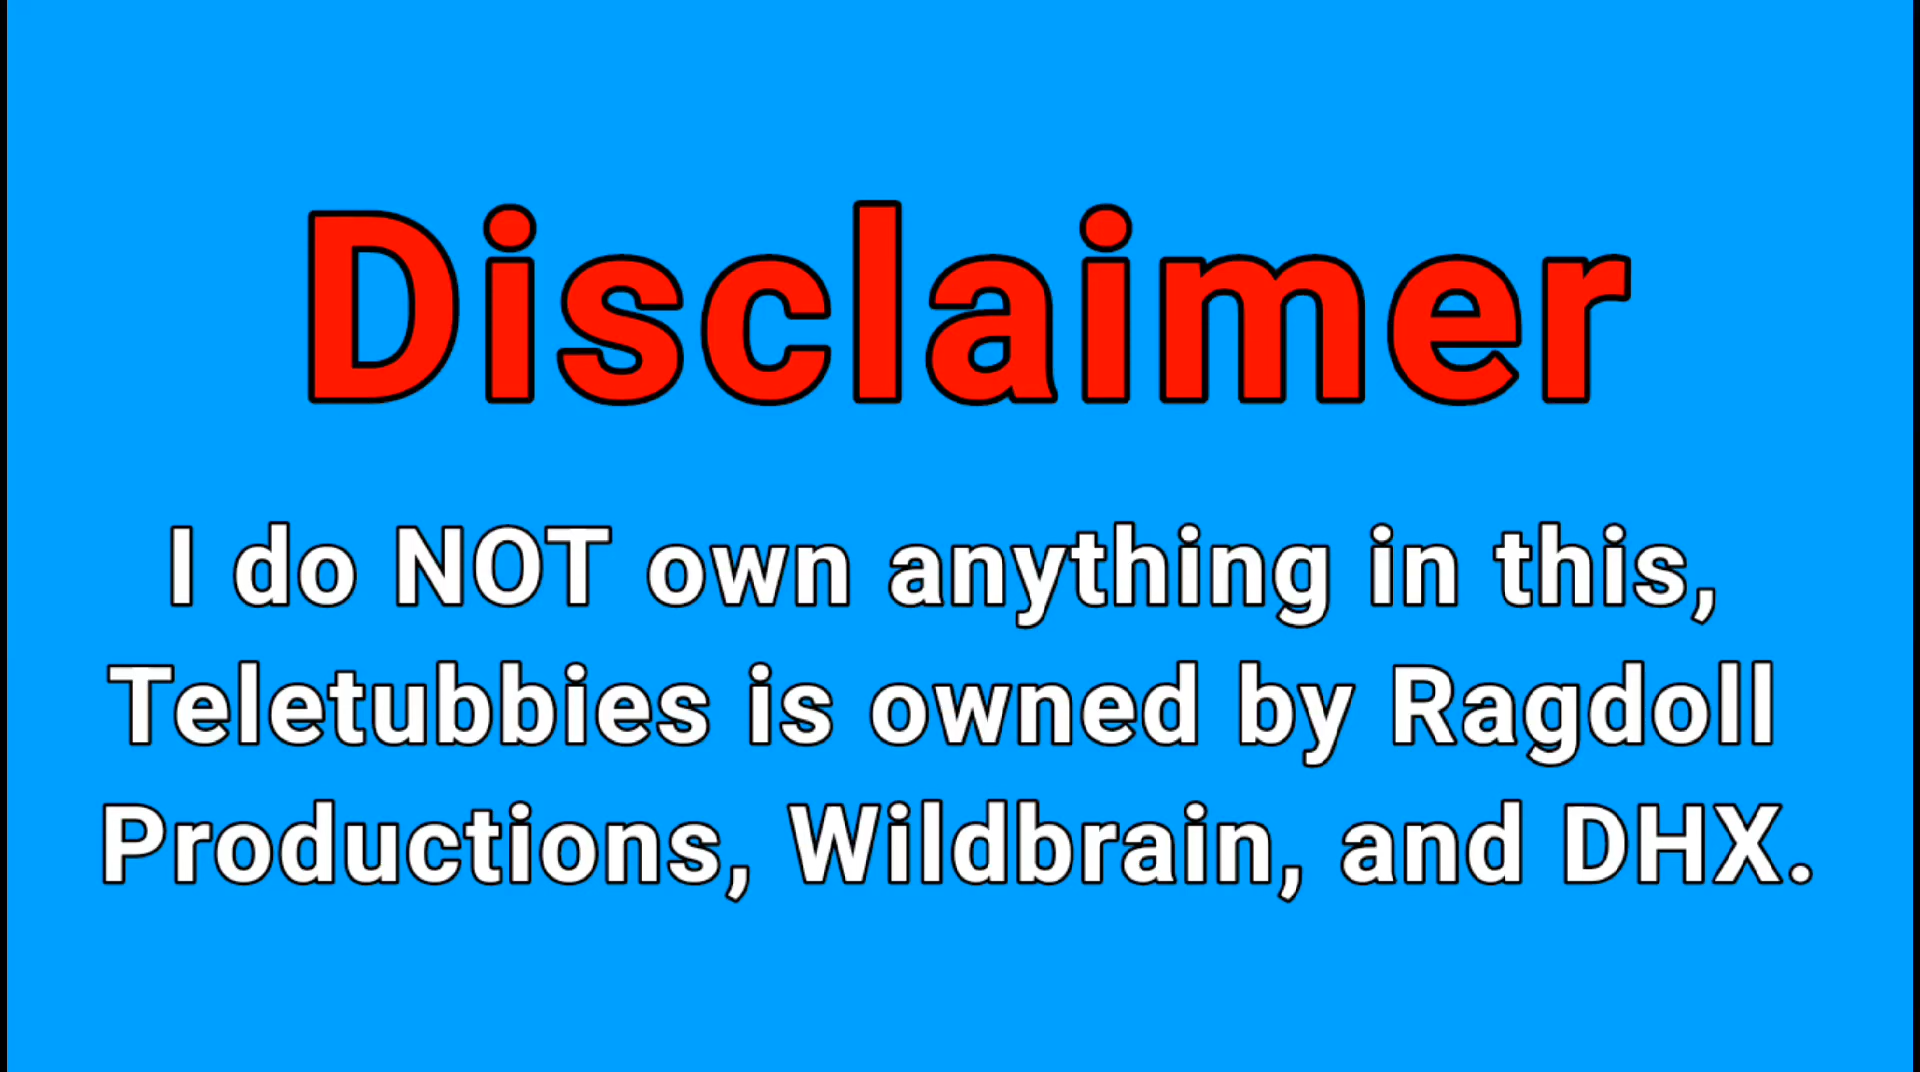 Disclaimer
I do NOT own anything in this,
Teletubbies is owned by Ragdoll
Productions, Wildbrain, and DHX.